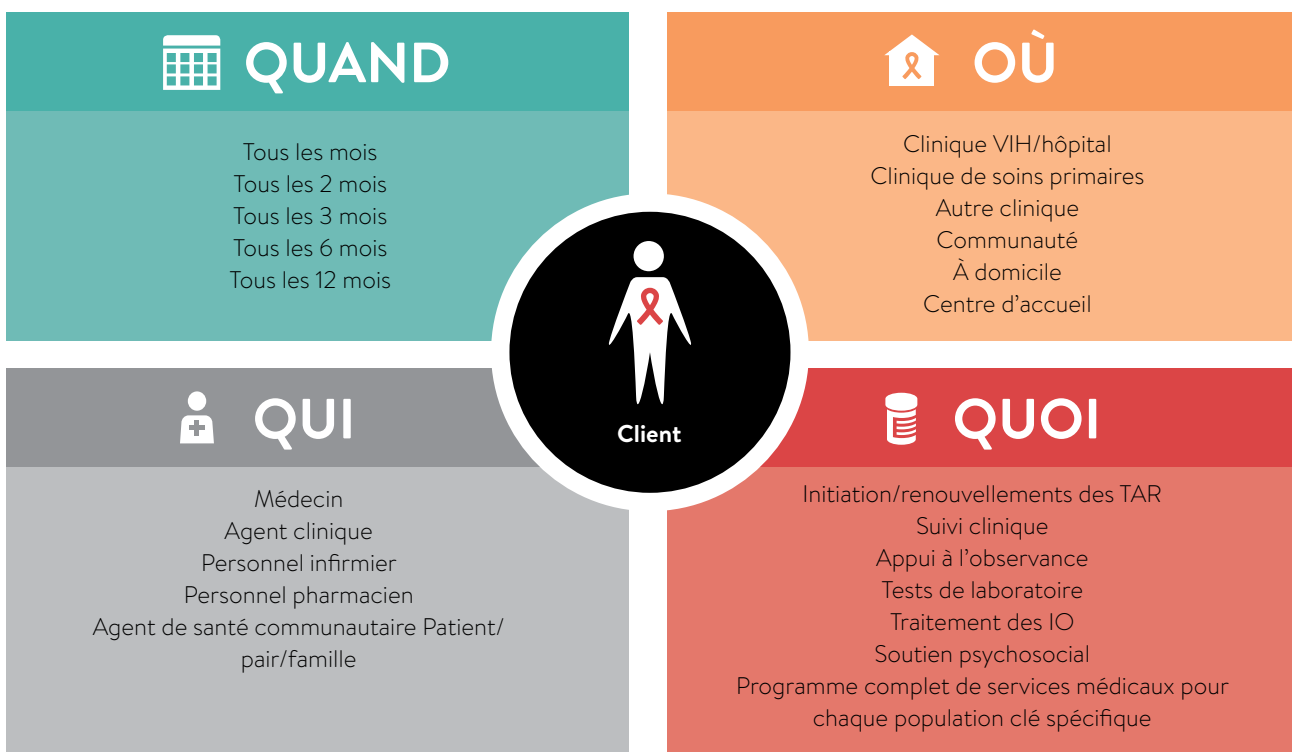 QUAND
Tous les mois
Tous les 2 mois
Tous les 3 mois
Tous les 6 mois
Tous les 12 mois
OÙ
Clinique VIH/hôpital
Clinique de soins primaires
Autre clinique
Communauté
À domicile
Centre d’accueil
Client
QUI
Médecin
Agent clinique
Personnel infirmier
Personnel pharmacien
Agent de santé communautaire Patient/
pair/famille
QUOI
Initiation/renouvellements des TAR
Suivi clinique
Appui à l’observance
Tests de laboratoire
Traitement des IO
Soutien psychosocial
Programme complet de services médicaux pour
chaque population clé spécifique